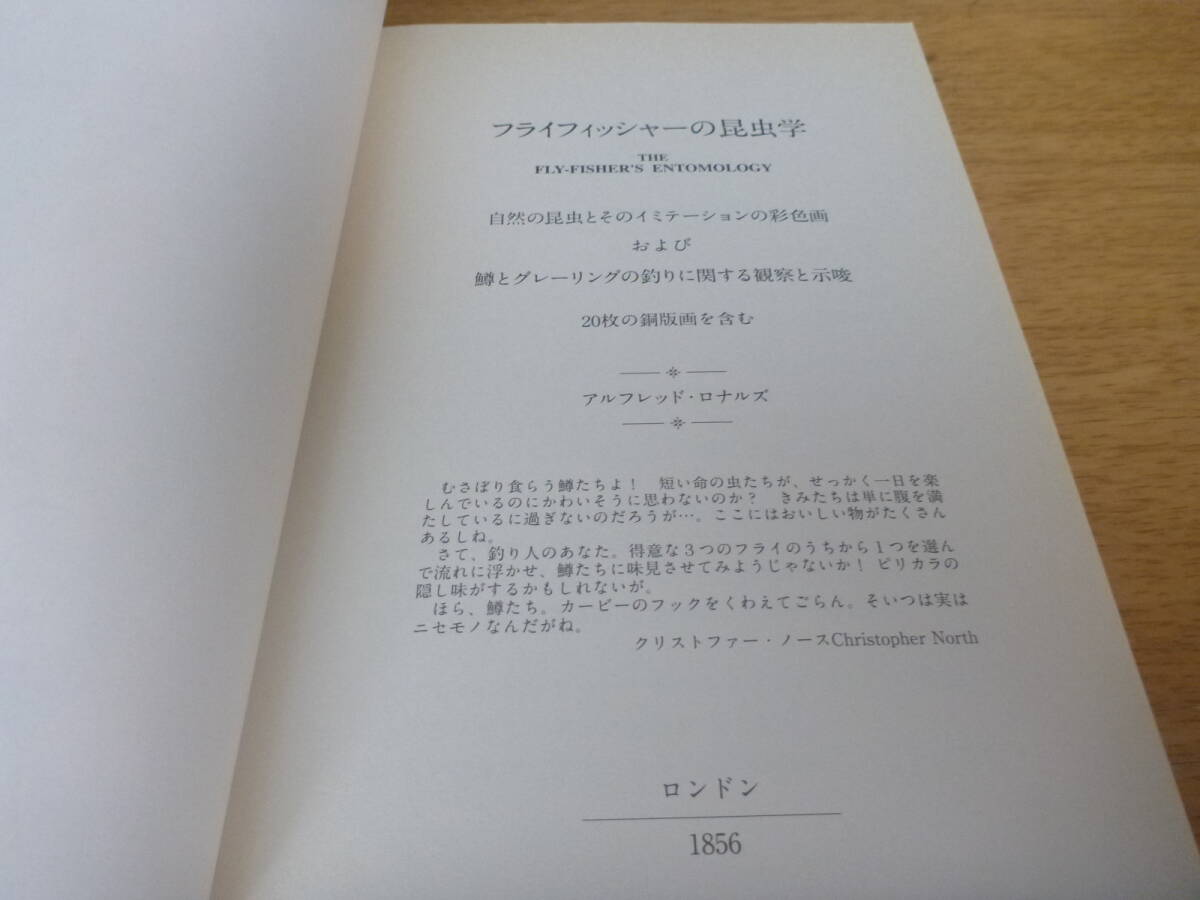 フライフィッシャーの昆虫学
THE
FLY-FISHER'S ENTOMOLOGY
自然の昆虫とそのイミテーションの彩色画
および
鱒とグレーリングの釣りに関する観察と示唆
20枚の銅版画を含む
アルフレッド・ロナルズ
むさぼり食らう鱒たちよ！ 短い命の虫たちが、せっかく一日を楽
しんでいるのにかわいそうに思わないのか？ きみたちは単に腹を満
たしているに過ぎないのだろうが…。ここにはおいしい物がたくさん
あるしね。
さて、釣り人のあなた。得意な３つのフライのうちから１つを選ん
で流れに浮かせ、鱒たちに味見させてみようじゃないか！ピリカラの
隠し味がするかもしれないが。
ほら、鱒たち。カービーのフックをくわえてごらん。そいつは実は
ニセモノなんだがね。
クリストファー・ノースChristopher North
ロンドン
1856